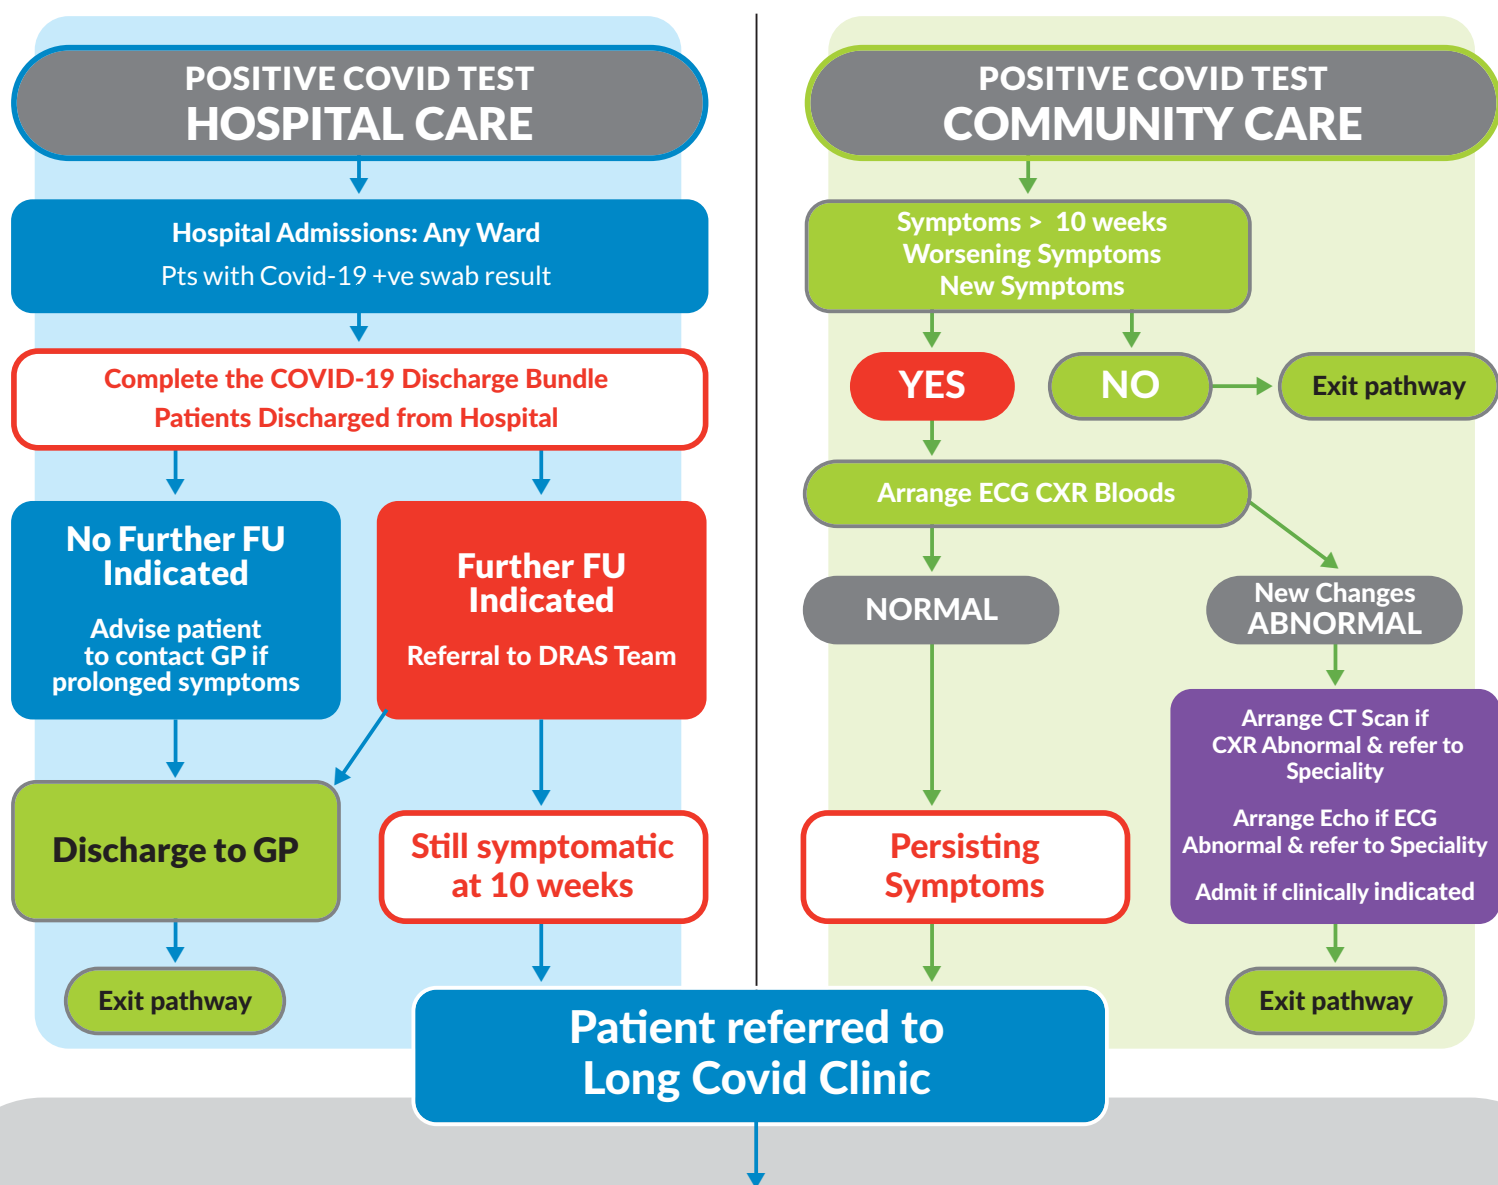 POSITIVE COVID TEST
HOSPITAL CARE
Hospital Admissions: Any Ward
Pts with Covid-19 +ve swab result
Complete the COVID-19 Discharge Bundle
Patients Discharged from Hospital
No Further FU
Indicated
Advise patient
to contact GP if
prolonged symptoms
Further FU
Indicated
Referral to DRAS Team
Discharge to GP
Still symptomatic
at 10 weeks
Exit pathway
POSITIVE COVID TEST
COMMUNITY CARE
Symptoms > 10 weeks
Worsening Symptoms
New Symptoms
YES
NO
Exit pathway
Arrange ECG CXR Bloods
NORMAL
New Changes
ABNORMAL
Arrange CT Scan if
CXR Abnormal & refer to
Speciality
Arrange Echo if ECG
Abnormal & refer to Speciality
Admit if clinically indicated
Persisting
Symptoms
Exit pathway
Patient referred to
Long Covid Clinic